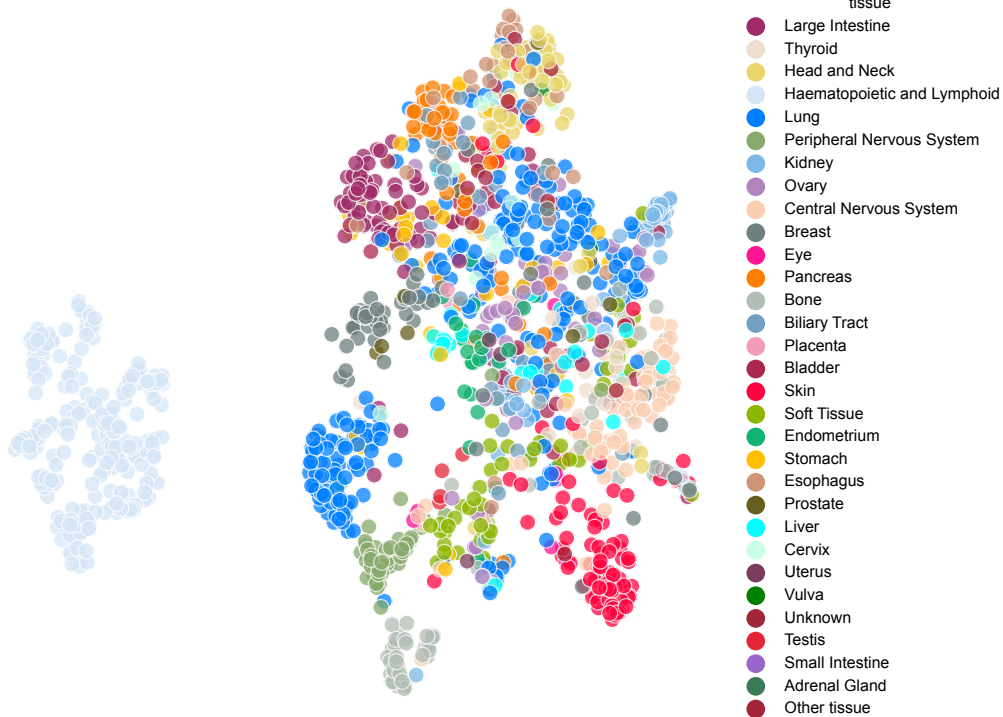 tissue
Large Intestine
Thyroid
Head and Neck
Haematopoietic and Lymphoid
Lung
Peripheral Nervous System
Kidney
Ovary
Central Nervous System
Breast
Eye
Pancreas
Bone
Biliary Tract
Placenta
Bladder
Skin
Soft Tissue
Endometrium
Stomach
Esophagus
Prostate
Liver
Cervix
Uterus
Vulva
Unknown
Testis
Small Intestine
Adrenal Gland
Other tissue